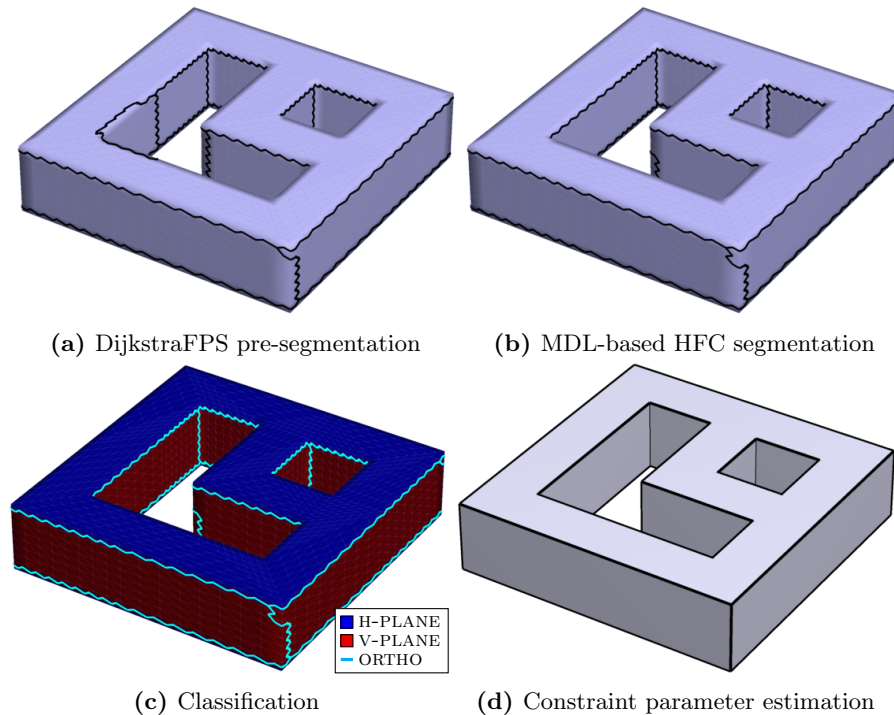 (a) DijkstraFPS pre-segmentation
(b) MDL-based HFC segmentation
H-PLANE
V-PLANE
ORTHO
(c) Classification
(d) Constraint parameter estimation